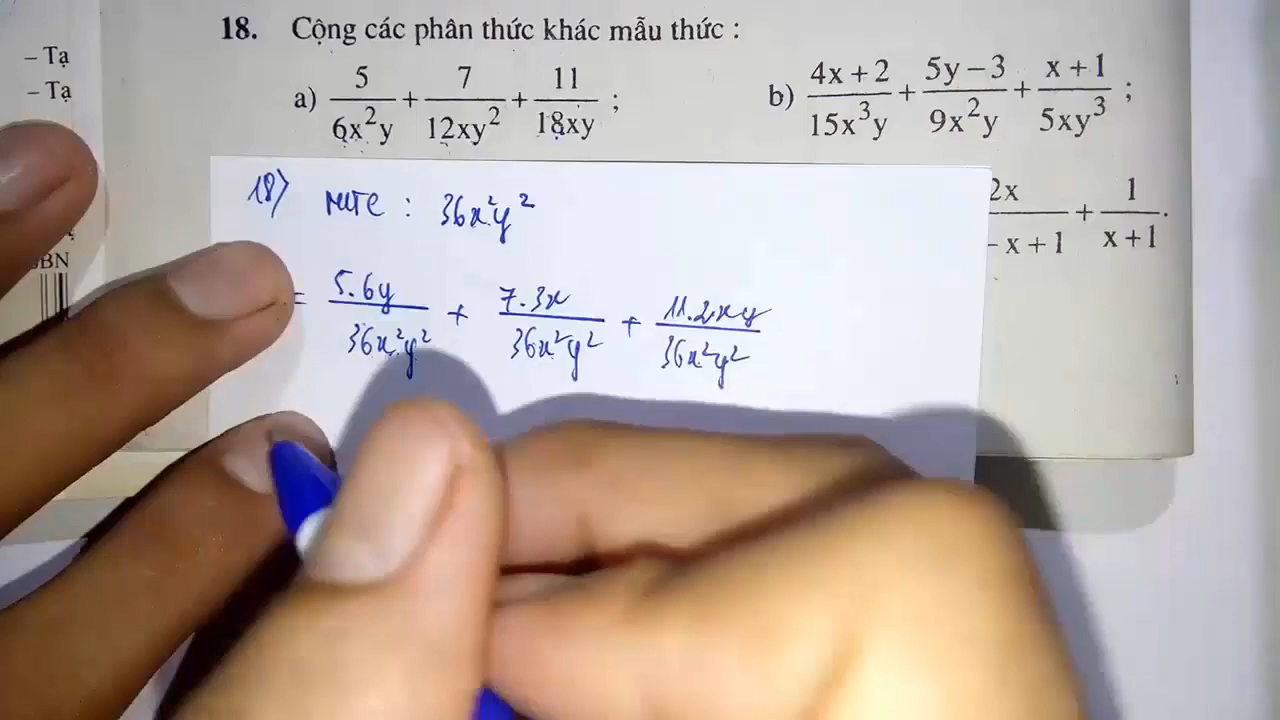 – Tạ
– Tạ
BN
18. Cộng các phân thức khác mẫu thức :
a) 5/(6x²y) + 7/(12xy²) + 11/(18xy) ;
b) (4x + 2)/(15x³y) + (5y – 3)/(9x²y) + (x + 1)/(5xy³) ;
2x/(– x + 1) + 1/(x + 1).
18) MTC : 36x²y²
= 5.6y/(36x²y²) + 7.3x/(36x²y²) + 11.2xy/(36x²y²)